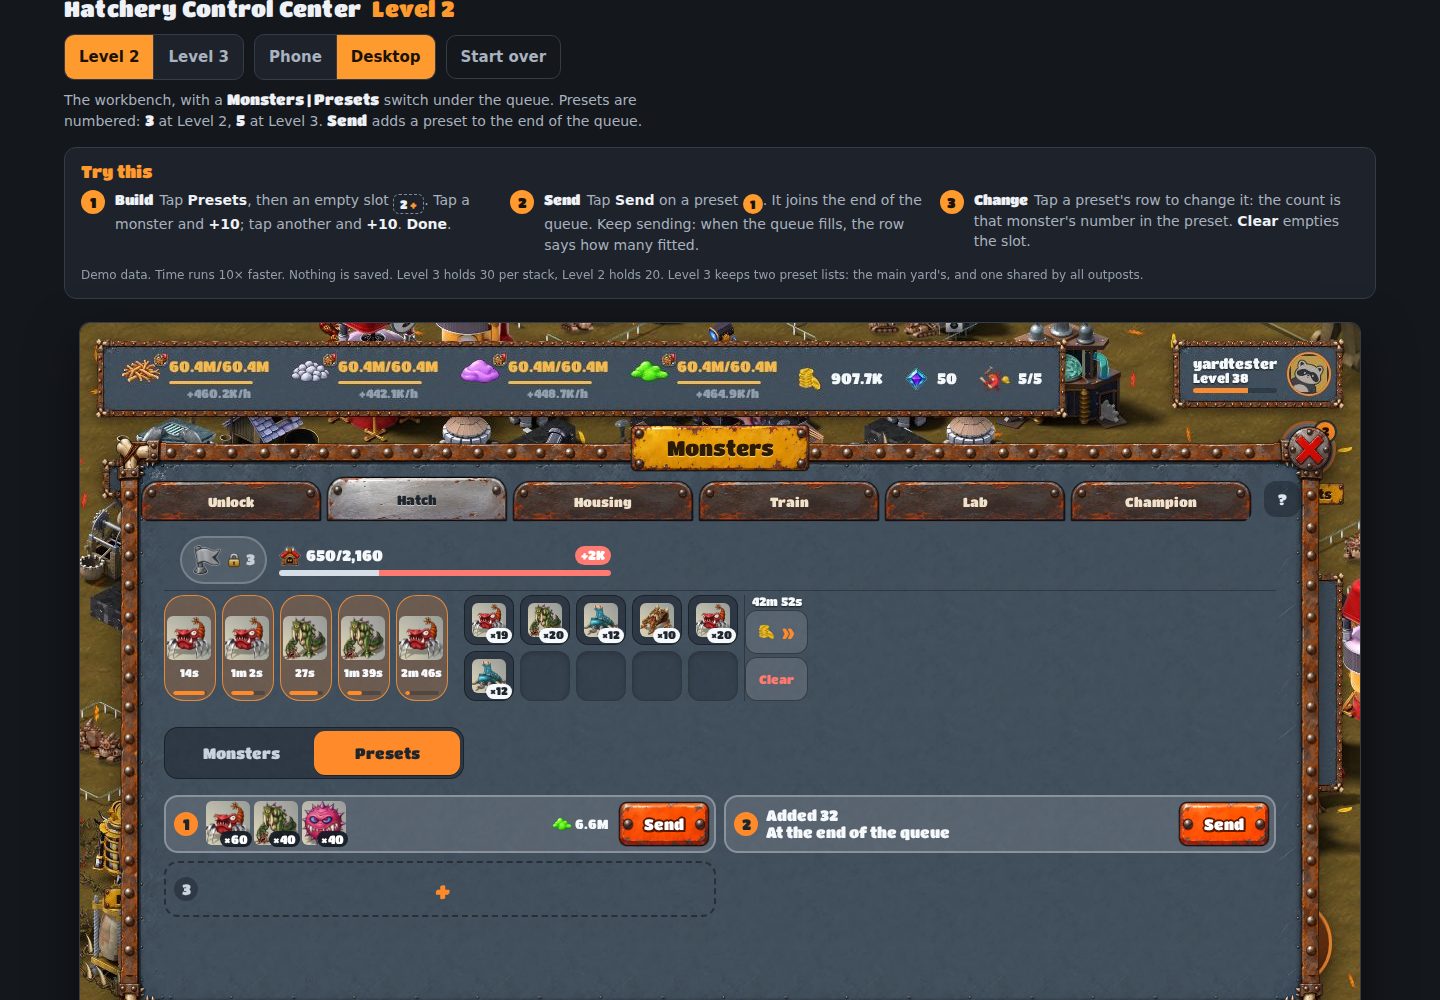 Hatchery Control Center Level 2
Level 2 Level 3 Phone Desktop Start over
The workbench, with a Monsters|Presets switch under the queue. Presets are
numbered: 3 at Level 2, 5 at Level 3. Send adds a preset to the end of the queue.
Try this
1 Build Tap Presets, then an empty slot 2+. Tap a
monster and +10; tap another and +10. Done.
2 Send Tap Send on a preset 1. It joins the end of the
queue. Keep sending: when the queue fills, the row
says how many fitted.
3 Change Tap a preset's row to change it: the count is
that monster's number in the preset. Clear empties
the slot.
Demo data. Time runs 10× faster. Nothing is saved. Level 3 holds 30 per stack, Level 2 holds 20. Level 3 keeps two preset lists: the main yard's, and one shared by all outposts.
60.4M/60.4M 60.4M/60.4M 60.4M/60.4M 60.4M/60.4M 907.7K 50 5/5
+460.2K/h +442.1K/h +448.7K/h +464.9K/h
yardtester
Level 38
Monsters
Unlock Hatch Housing Train Lab Champion ?
3 650/2,160 +2K
14s 1m 2s 27s 1m 39s 2m 46s
×19 ×20 ×12 ×10 ×20
×12
42m 52s
»
Clear
Monsters Presets
1 ×60 ×40 ×40 6.6M Send
2 Added 32
At the end of the queue
Send
3 +